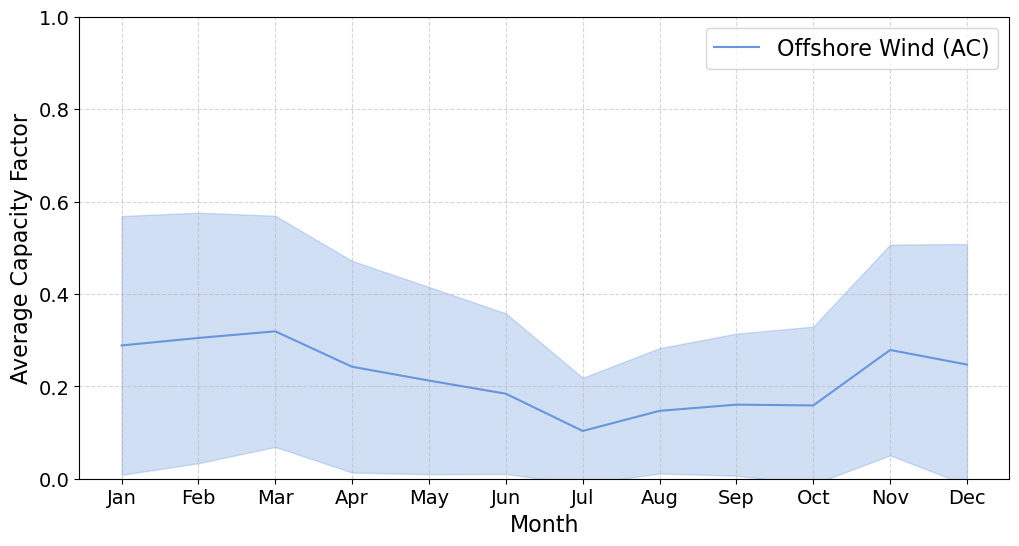 1.0
0.8
0.6
0.4
0.2
0.0
Average Capacity Factor
Offshore Wind (AC)
Jan Feb Mar Apr May Jun Jul Aug Sep Oct Nov Dec
Month